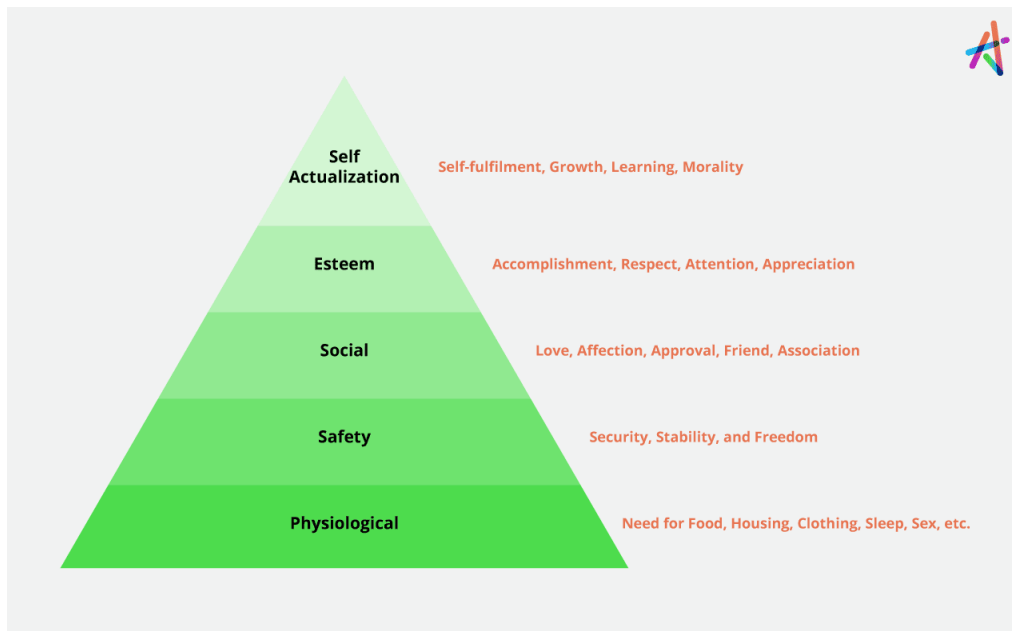 Self
Actualization
Self-fulfilment, Growth, Learning, Morality
Esteem
Accomplishment, Respect, Attention, Appreciation
Social
Love, Affection, Approval, Friend, Association
Safety
Security, Stability, and Freedom
Physiological
Need for Food, Housing, Clothing, Sleep, Sex, etc.